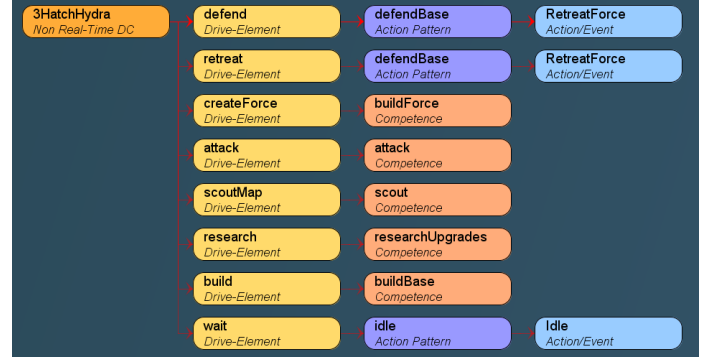 3HatchHydra
Non Real-Time DC
defend
Drive-Element
defendBase
Action Pattern
RetreatForce
Action/Event
retreat
Drive-Element
defendBase
Action Pattern
RetreatForce
Action/Event
createForce
Drive-Element
buildForce
Competence
attack
Drive-Element
attack
Competence
scoutMap
Drive-Element
scout
Competence
research
Drive-Element
researchUpgrades
Competence
build
Drive-Element
buildBase
Competence
wait
Drive-Element
idle
Action Pattern
Idle
Action/Event